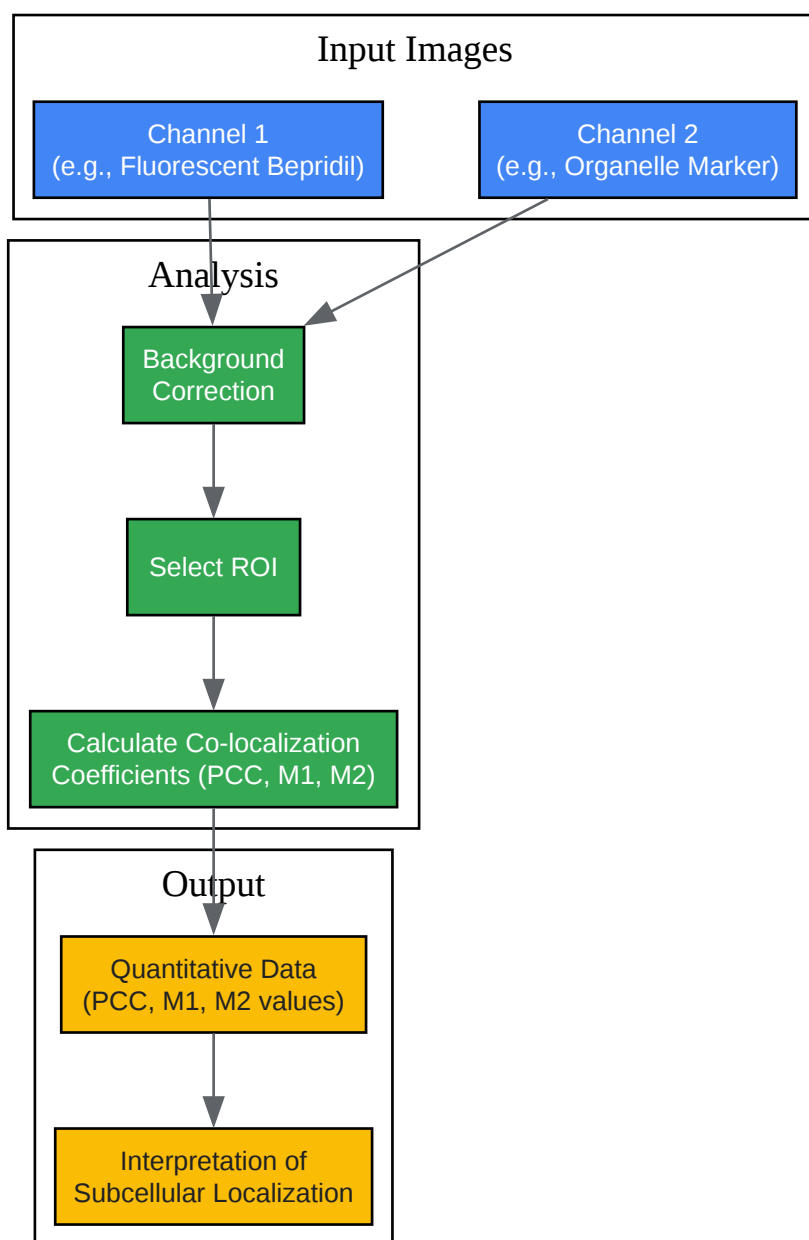 Input Images
Channel 1
(e.g., Fluorescent Bepridil)
Channel 2
(e.g., Organelle Marker)
Analysis
Background
Correction
Select ROI
Calculate Co-localization
Coefficients (PCC, M1, M2)
Output
Quantitative Data
(PCC, M1, M2 values)
Interpretation of
Subcellular Localization